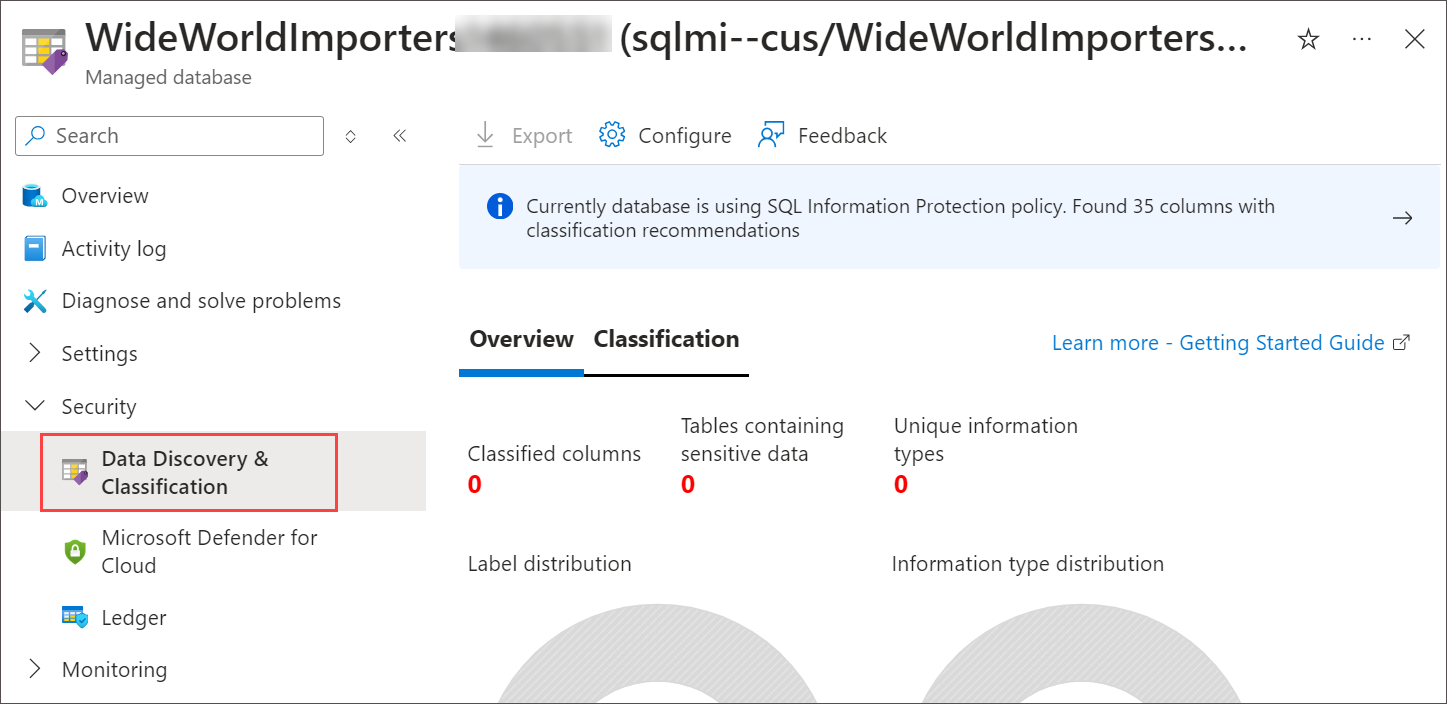 WideWorldImporters (sqlmi--cus/WideWorldImporters...
Managed database
Search
Export Configure Feedback
Overview
Activity log
Diagnose and solve problems
Settings
Security
Data Discovery &
Classification
Microsoft Defender for
Cloud
Ledger
Monitoring
Currently database is using SQL Information Protection policy. Found 35 columns with
classification recommendations
Overview Classification
Learn more - Getting Started Guide
Classified columns
0
Tables containing
sensitive data
0
Unique information
types
0
Label distribution
Information type distribution